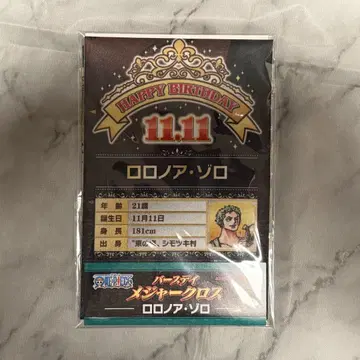 HAPPY BIRTHDAY
11.11
ロロノア・ゾロ
年 齢 21歳
誕生日 11月11日
身 長 181cm
出 身 "東の海" シモツキ村
ONE PIECE
バースデイ
メジャークロス
ロロノア・ゾロ